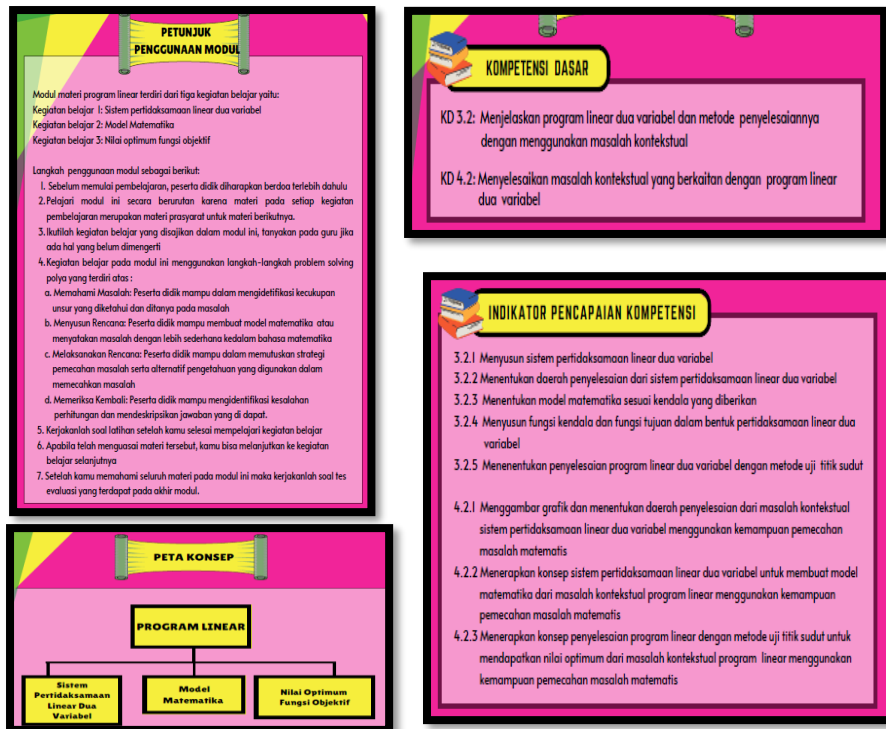 PETUNJUK
PENGGUNAAN MODUL
Modul materi program linear terdiri dari tiga kegiatan belajar yaitu:
Kegiatan belajar 1: Sistem pertidaksamaan linear dua variabel
Kegiatan belajar 2: Model Matematika
Kegiatan belajar 3: Nilai optimum fungsi objektif
Langkah penggunaan modul sebagai berikut:
1. Sebelum memulai pembelajaran, peserta didik diharapkan berdoa terlebih dahulu
2. Pelajari modul ini secara berurutan karena materi pada setiap kegiatan
pembelajaran merupakan materi prasyarat untuk materi berikutnya.
3. Ikutilah kegiatan belajar yang disajikan dalam modul ini, tanyakan pada guru jika
ada hal yang belum dimengerti
4. Kegiatan belajar pada modul ini menggunakan langkah-langkah problem solving
polya yang terdiri atas :
a. Memahami Masalah: Peserta didik mampu dalam mengidetifikasi kecukupan
unsur yang diketahui dan ditanya pada masalah
b. Menyusun Rencana: Peserta didik mampu membuat model matematika atau
menyatakan masalah dengan lebih sederhana kedalam bahasa matematika
c. Melaksanakan Rencana: Peserta didik mampu dalam memutuskan strategi
pemecahan masalah serta alternatif pengetahuan yang digunakan dalam
memecahkan masalah
d. Memeriksa Kembali: Peserta didik mampu mengidentifikasi kesalahan
perhitungan dan mendeskripsikan jawaban yang di dapat.
5. Kerjakanlah soal latihan setelah kamu selesai mempelajari kegiatan belajar
6. Apabila telah menguasai materi tersebut, kamu bisa melanjutkan ke kegiatan
belajar selanjutnya
7. Setelah kamu memahami seluruh materi pada modul ini maka kerjakanlah soal tes
evaluasi yang terdapat pada akhir modul.
KOMPETENSI DASAR
KD 3.2: Menjelaskan program linear dua variabel dan metode penyelesaiannya
dengan menggunakan masalah kontekstual
KD 4.2: Menyelesaikan masalah kontekstual yang berkaitan dengan program linear
dua variabel
INDIKATOR PENCAPAIAN KOMPETENSI
3.2.1 Menyusun sistem pertidaksamaan linear dua variabel
3.2.2 Menentukan daerah penyelesaian dari sistem pertidaksamaan linear dua variabel
3.2.3 Menentukan model matematika sesuai kendala yang diberikan
3.2.4 Menyusun fungsi kendala dan fungsi tujuan dalam bentuk pertidaksamaan linear dua
variabel
3.2.5 Menenentukan penyelesaian program linear dua variabel dengan metode uji titik sudut
4.2.1 Menggambar grafik dan menentukan daerah penyelesaian dari masalah kontekstual
sistem pertidaksamaan linear dua variabel menggunakan kemampuan pemecahan
masalah matematis
4.2.2 Menerapkan konsep sistem pertidaksamaan linear dua variabel untuk membuat model
matematika dari masalah kontekstual program linear menggunakan kemampuan
pemecahan masalah matematis
4.2.3 Menerapkan konsep penyelesaian program linear dengan metode uji titik sudut untuk
mendapatkan nilai optimum dari masalah kontekstual program linear menggunakan
kemampuan pemecahan masalah matematis
PETA KONSEP
PROGRAM LINEAR
Sistem
Pertidaksamaan
Linear Dua
Variabel
Model
Matematika
Nilai Optimum
Fungsi Objektif